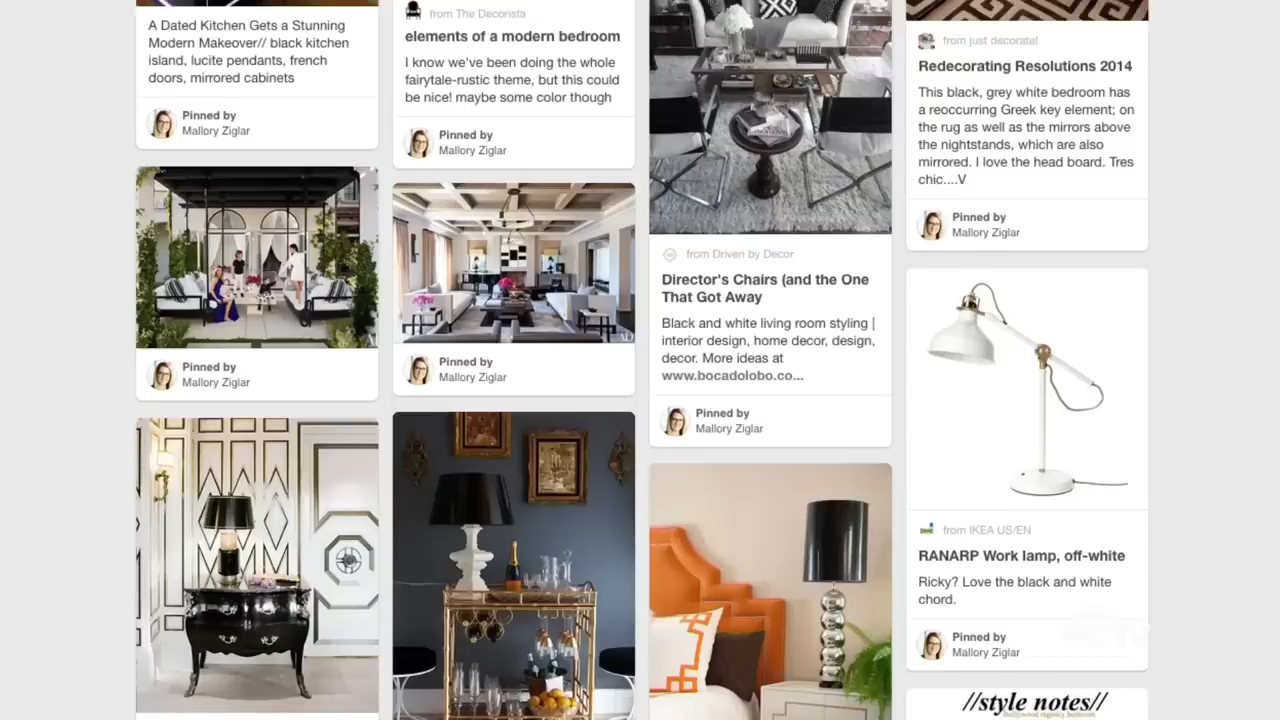 A Dated Kitchen Gets a Stunning
Modern Makeover// black kitchen
island, lucite pendants, french
doors, mirrored cabinets
Pinned by
Mallory Ziglar
Pinned by
Mallory Ziglar
from The Decorista
elements of a modern bedroom
I know we've been doing the whole
fairytale-rustic theme, but this could
be nice! maybe some color though
Pinned by
Mallory Ziglar
AD
Pinned by
Mallory Ziglar
from Driven by Decor
Director's Chairs (and the One
That Got Away
Black and white living room styling |
interior design, home decor, design,
decor. More ideas at
www.bocadolobo.co...
Pinned by
Mallory Ziglar
from just decorate!
Redecorating Resolutions 2014
This black, grey white bedroom has
a reoccurring Greek key element; on
the rug as well as the mirrors above
the nightstands, which are also
mirrored. I love the head board. Tres
chic....V
Pinned by
Mallory Ziglar
from IKEA US/EN
RANARP Work lamp, off-white
Ricky? Love the black and white
chord.
Pinned by
Mallory Ziglar
//style notes//
hollywood regency bedroom